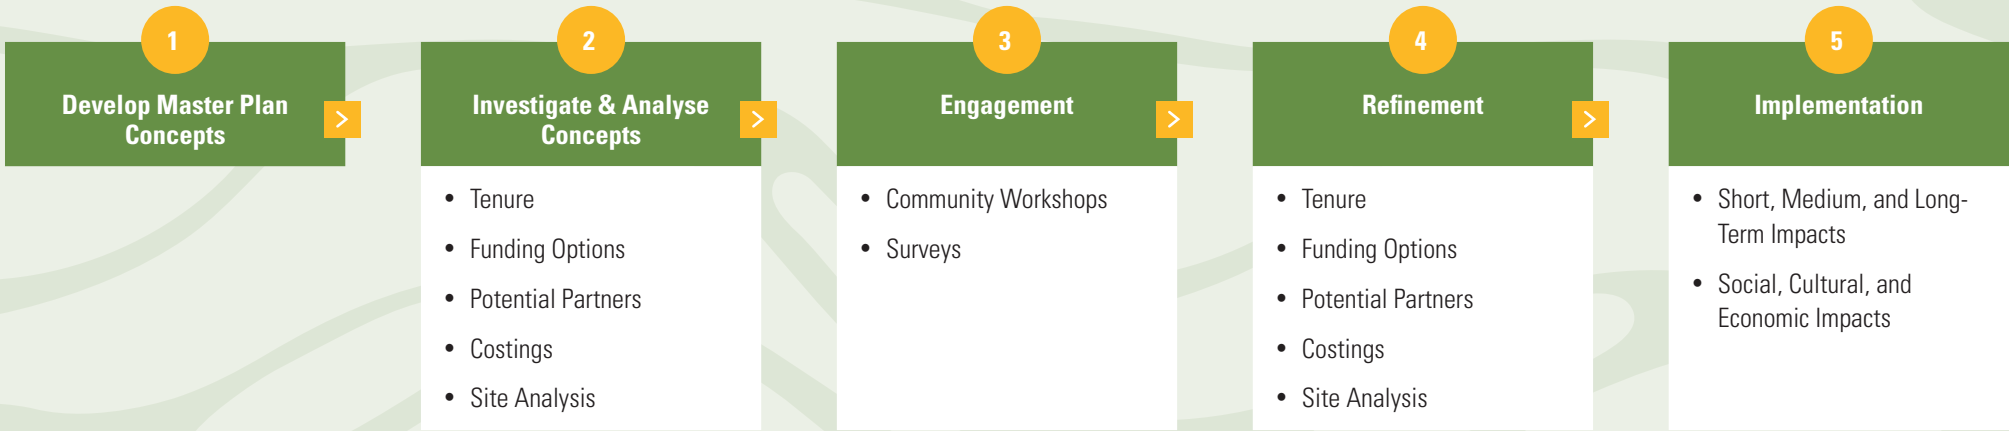 1
Develop Master Plan
Concepts
>
2
Investigate & Analyse
Concepts
>
• Tenure
• Funding Options
• Potential Partners
• Costings
• Site Analysis
3
Engagement
>
• Community Workshops
• Surveys
4
Refinement
>
• Tenure
• Funding Options
• Potential Partners
• Costings
• Site Analysis
5
Implementation
• Short, Medium, and Long-
Term Impacts
• Social, Cultural, and
Economic Impacts